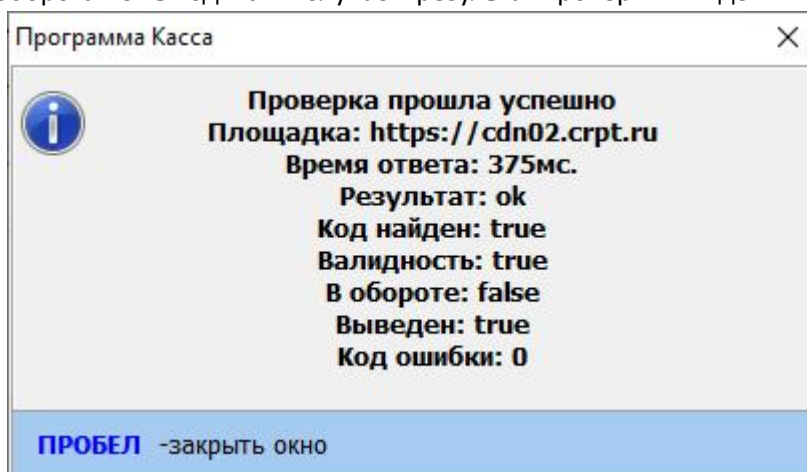 Программа Касса
Проверка прошла успешно
Площадка: https://cdn02.crpt.ru
Время ответа: 375мс.
Результат: ok
Код найден: true
Валидность: true
В обороте: false
Выведен: true
Код ошибки: 0
ПРОБЕЛ -закрыть окно